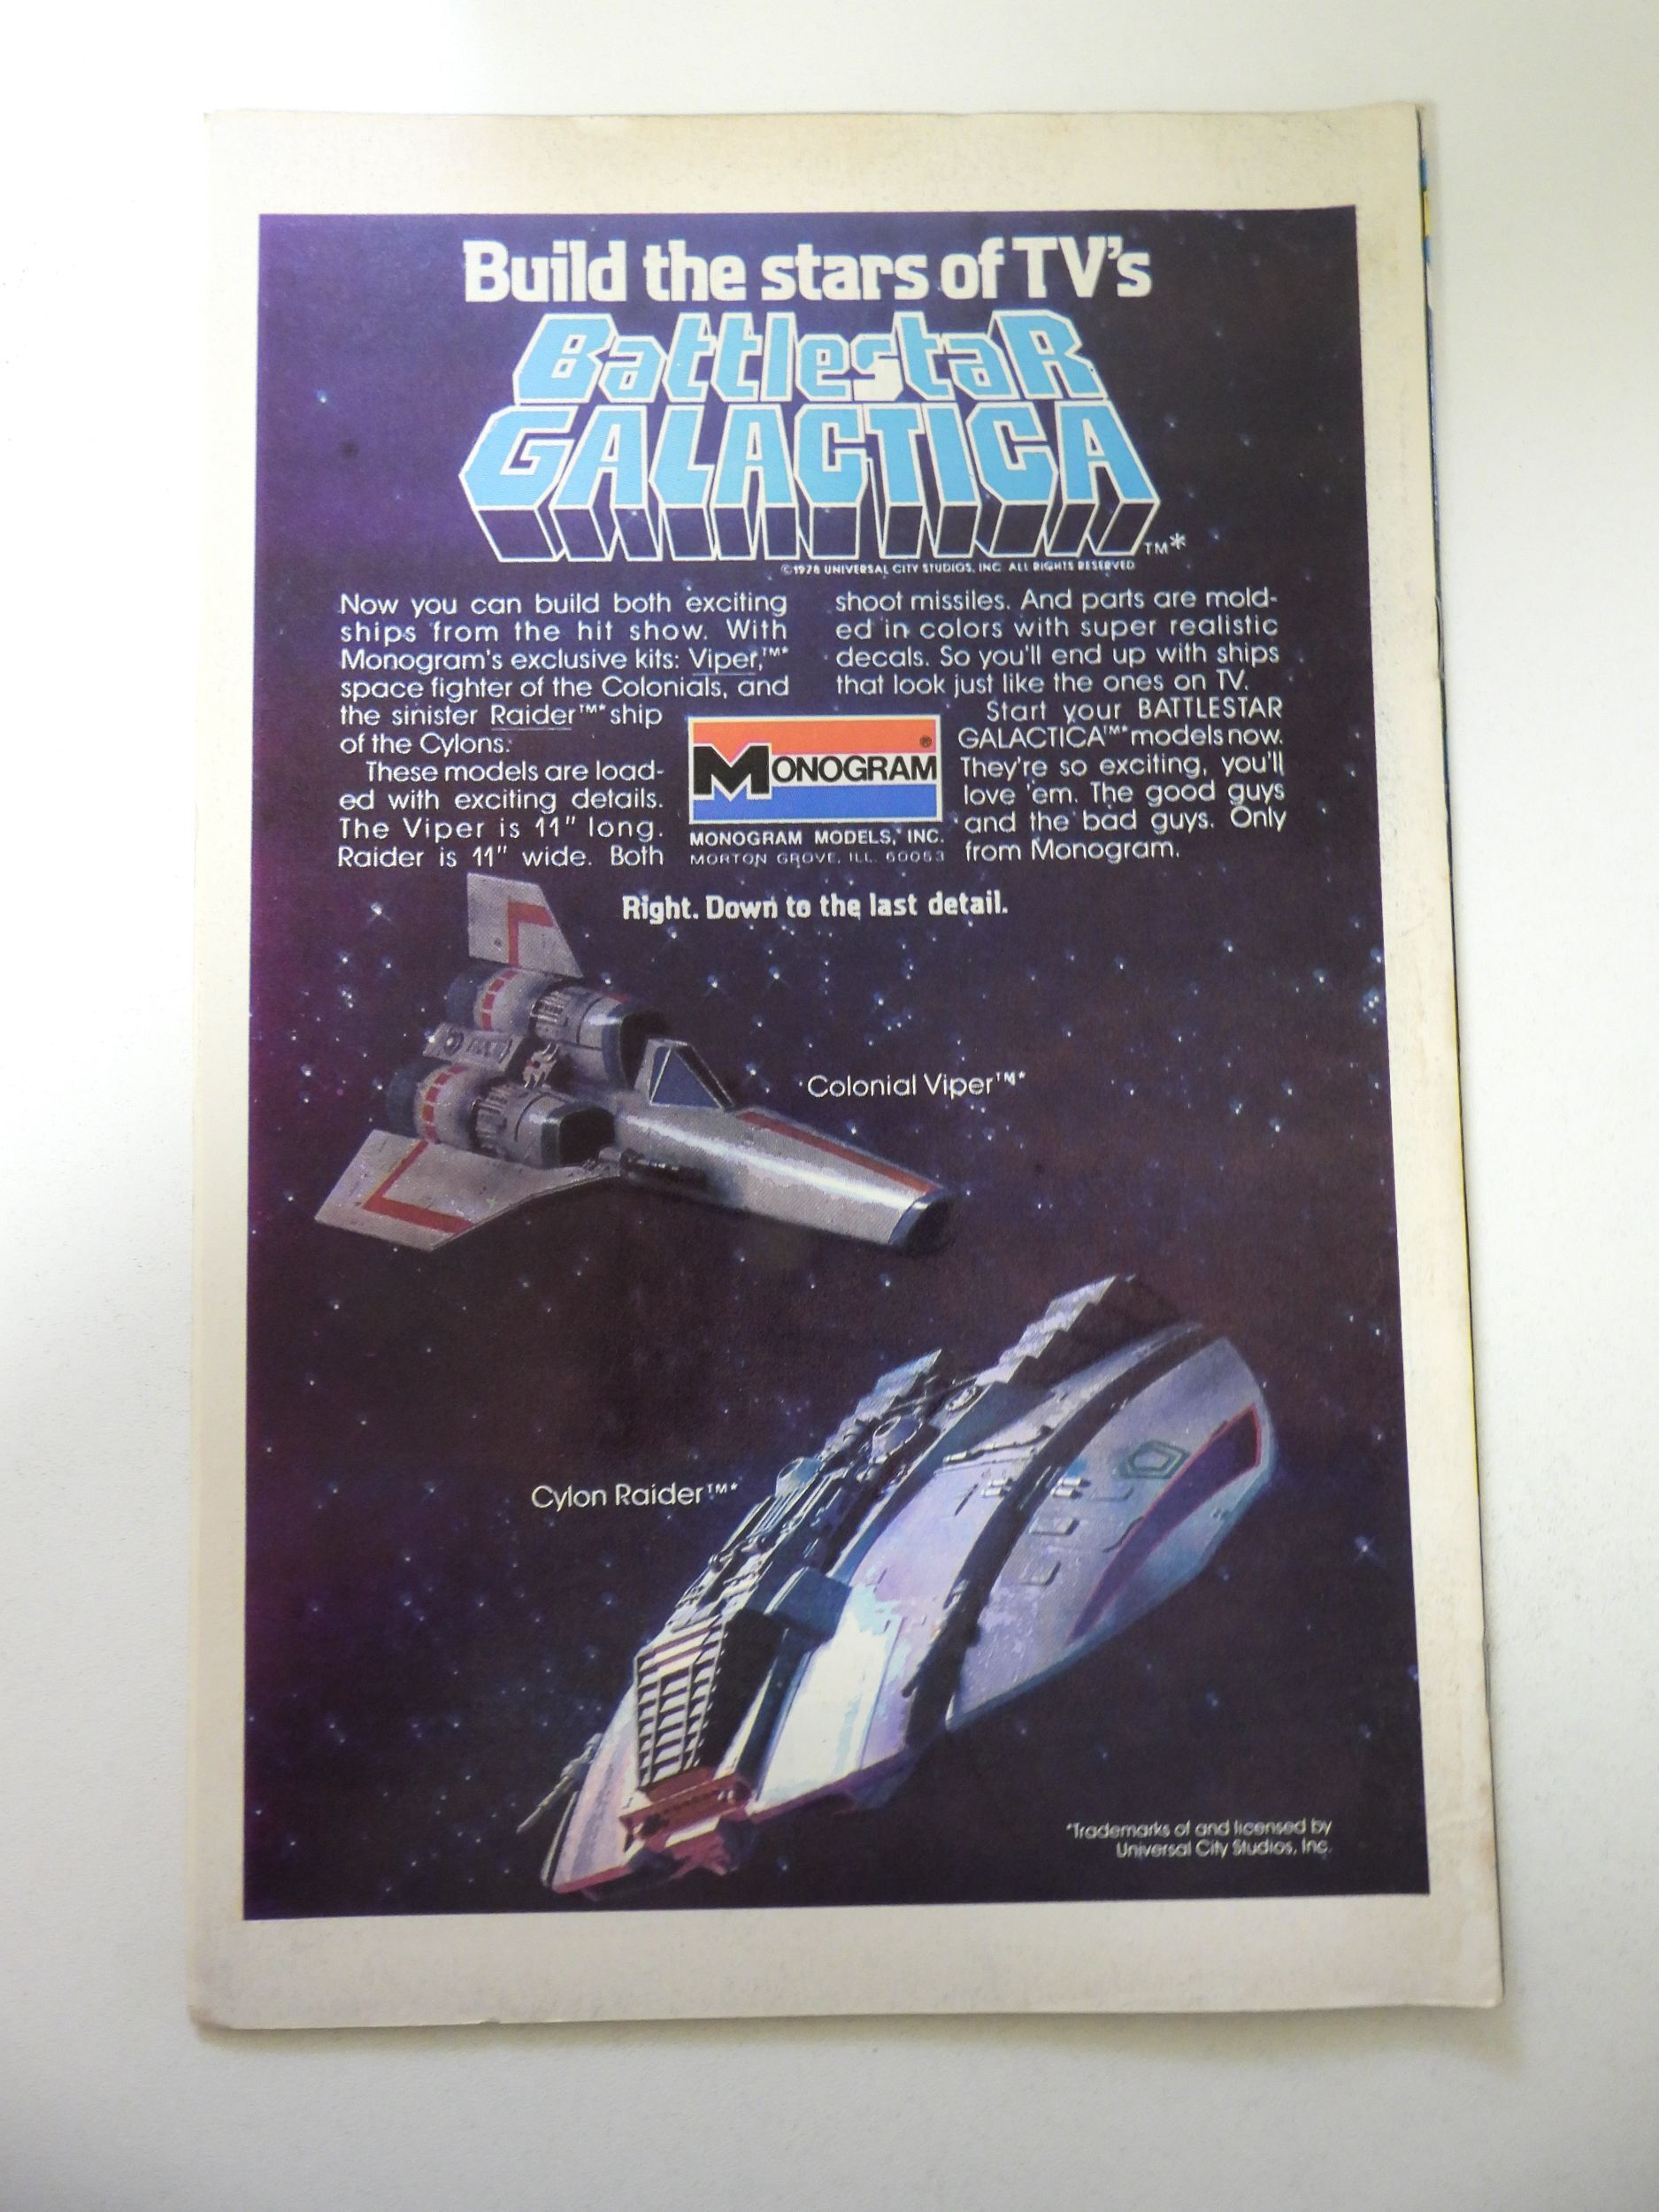 Build the stars of TV's
Battlestar
GALACTICA
TM*
©1978 UNIVERSAL CITY STUDIOS, INC. ALL RIGHTS RESERVED
Now you can build both exciting
ships from the hit show. With
Monogram's exclusive kits: Viper,™*
space fighter of the Colonials, and
the sinister Raider™* ship
of the Cylons.
These models are load-
ed with exciting details.
The Viper is 11" long.
Raider is 11" wide. Both
shoot missiles. And parts are mold-
ed in colors with super realistic
decals. So you'll end up with ships
that look just like the ones on TV.
Start your BATTLESTAR
GALACTICA™* models now.
They're so exciting, you'll
love 'em. The good guys
and the bad guys. Only
from Monogram.
MONOGRAM®
MONOGRAM MODELS, INC.
MORTON GROVE, ILL. 60053
Right. Down to the last detail.
Colonial Viper™*
Cylon Raider™*
*Trademarks of and licensed by
Universal City Studios, Inc.